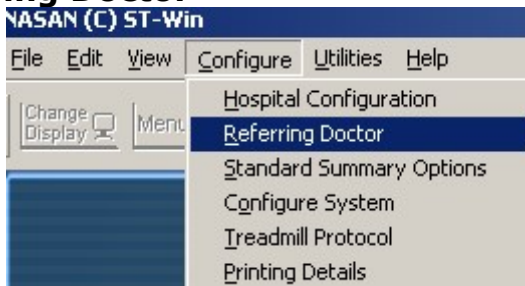 NASAN (C) ST-Win
File Edit View Configure Utilities Help
Change Display Menu
Hospital Configuration
Referring Doctor
Standard Summary Options
Configure System
Treadmill Protocol
Printing Details